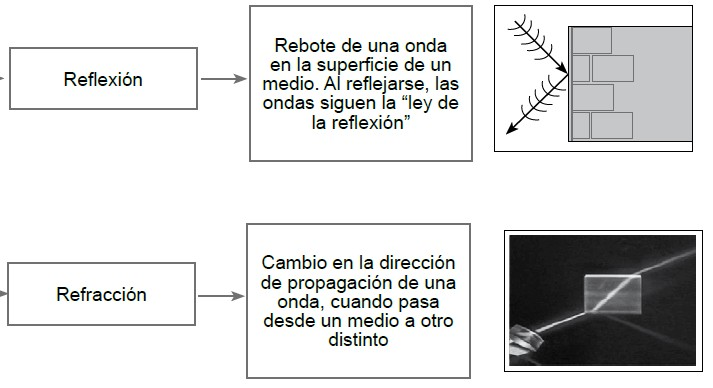 Reflexión
Rebote de una onda
en la superficie de un
medio. Al reflejarse, las
ondas siguen la “ley de
la reflexión”
Refracción
Cambio en la dirección
de propagación de una
onda, cuando pasa
desde un medio a otro
distinto